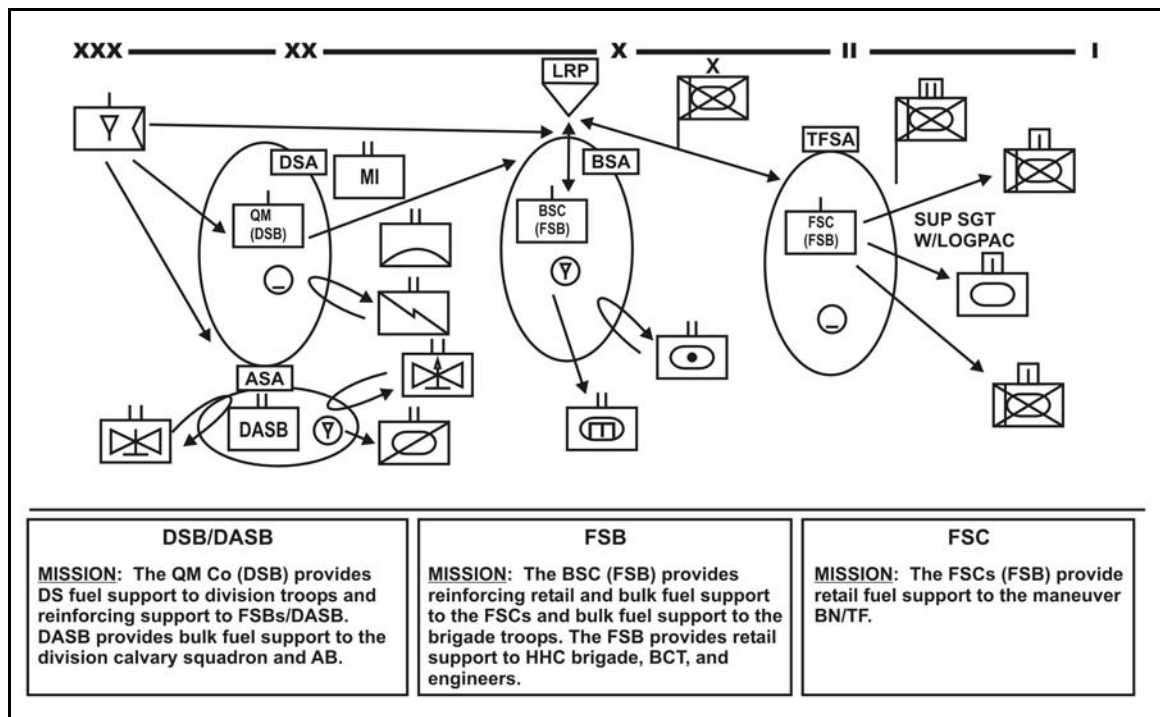 XXX XX X II I
LRP
X
TFSA
DSA
MI
BSA
QM
(DSB)
BSC
(FSB)
FSC
(FSB)
SUP SGT
W/LOGPAC
ASA
DASB
DSB/DASB
MISSION: The QM Co (DSB) provides
DS fuel support to division troops and
reinforcing support to FSBs/DASB.
DASB provides bulk fuel support to the
division calvary squadron and AB.
FSB
MISSION: The BSC (FSB) provides
reinforcing retail and bulk fuel support
to the FSCs and bulk fuel support to the
brigade troops. The FSB provides retail
support to HHC brigade, BCT, and
engineers.
FSC
MISSION: The FSCs (FSB) provide
retail fuel support to the maneuver
BN/TF.